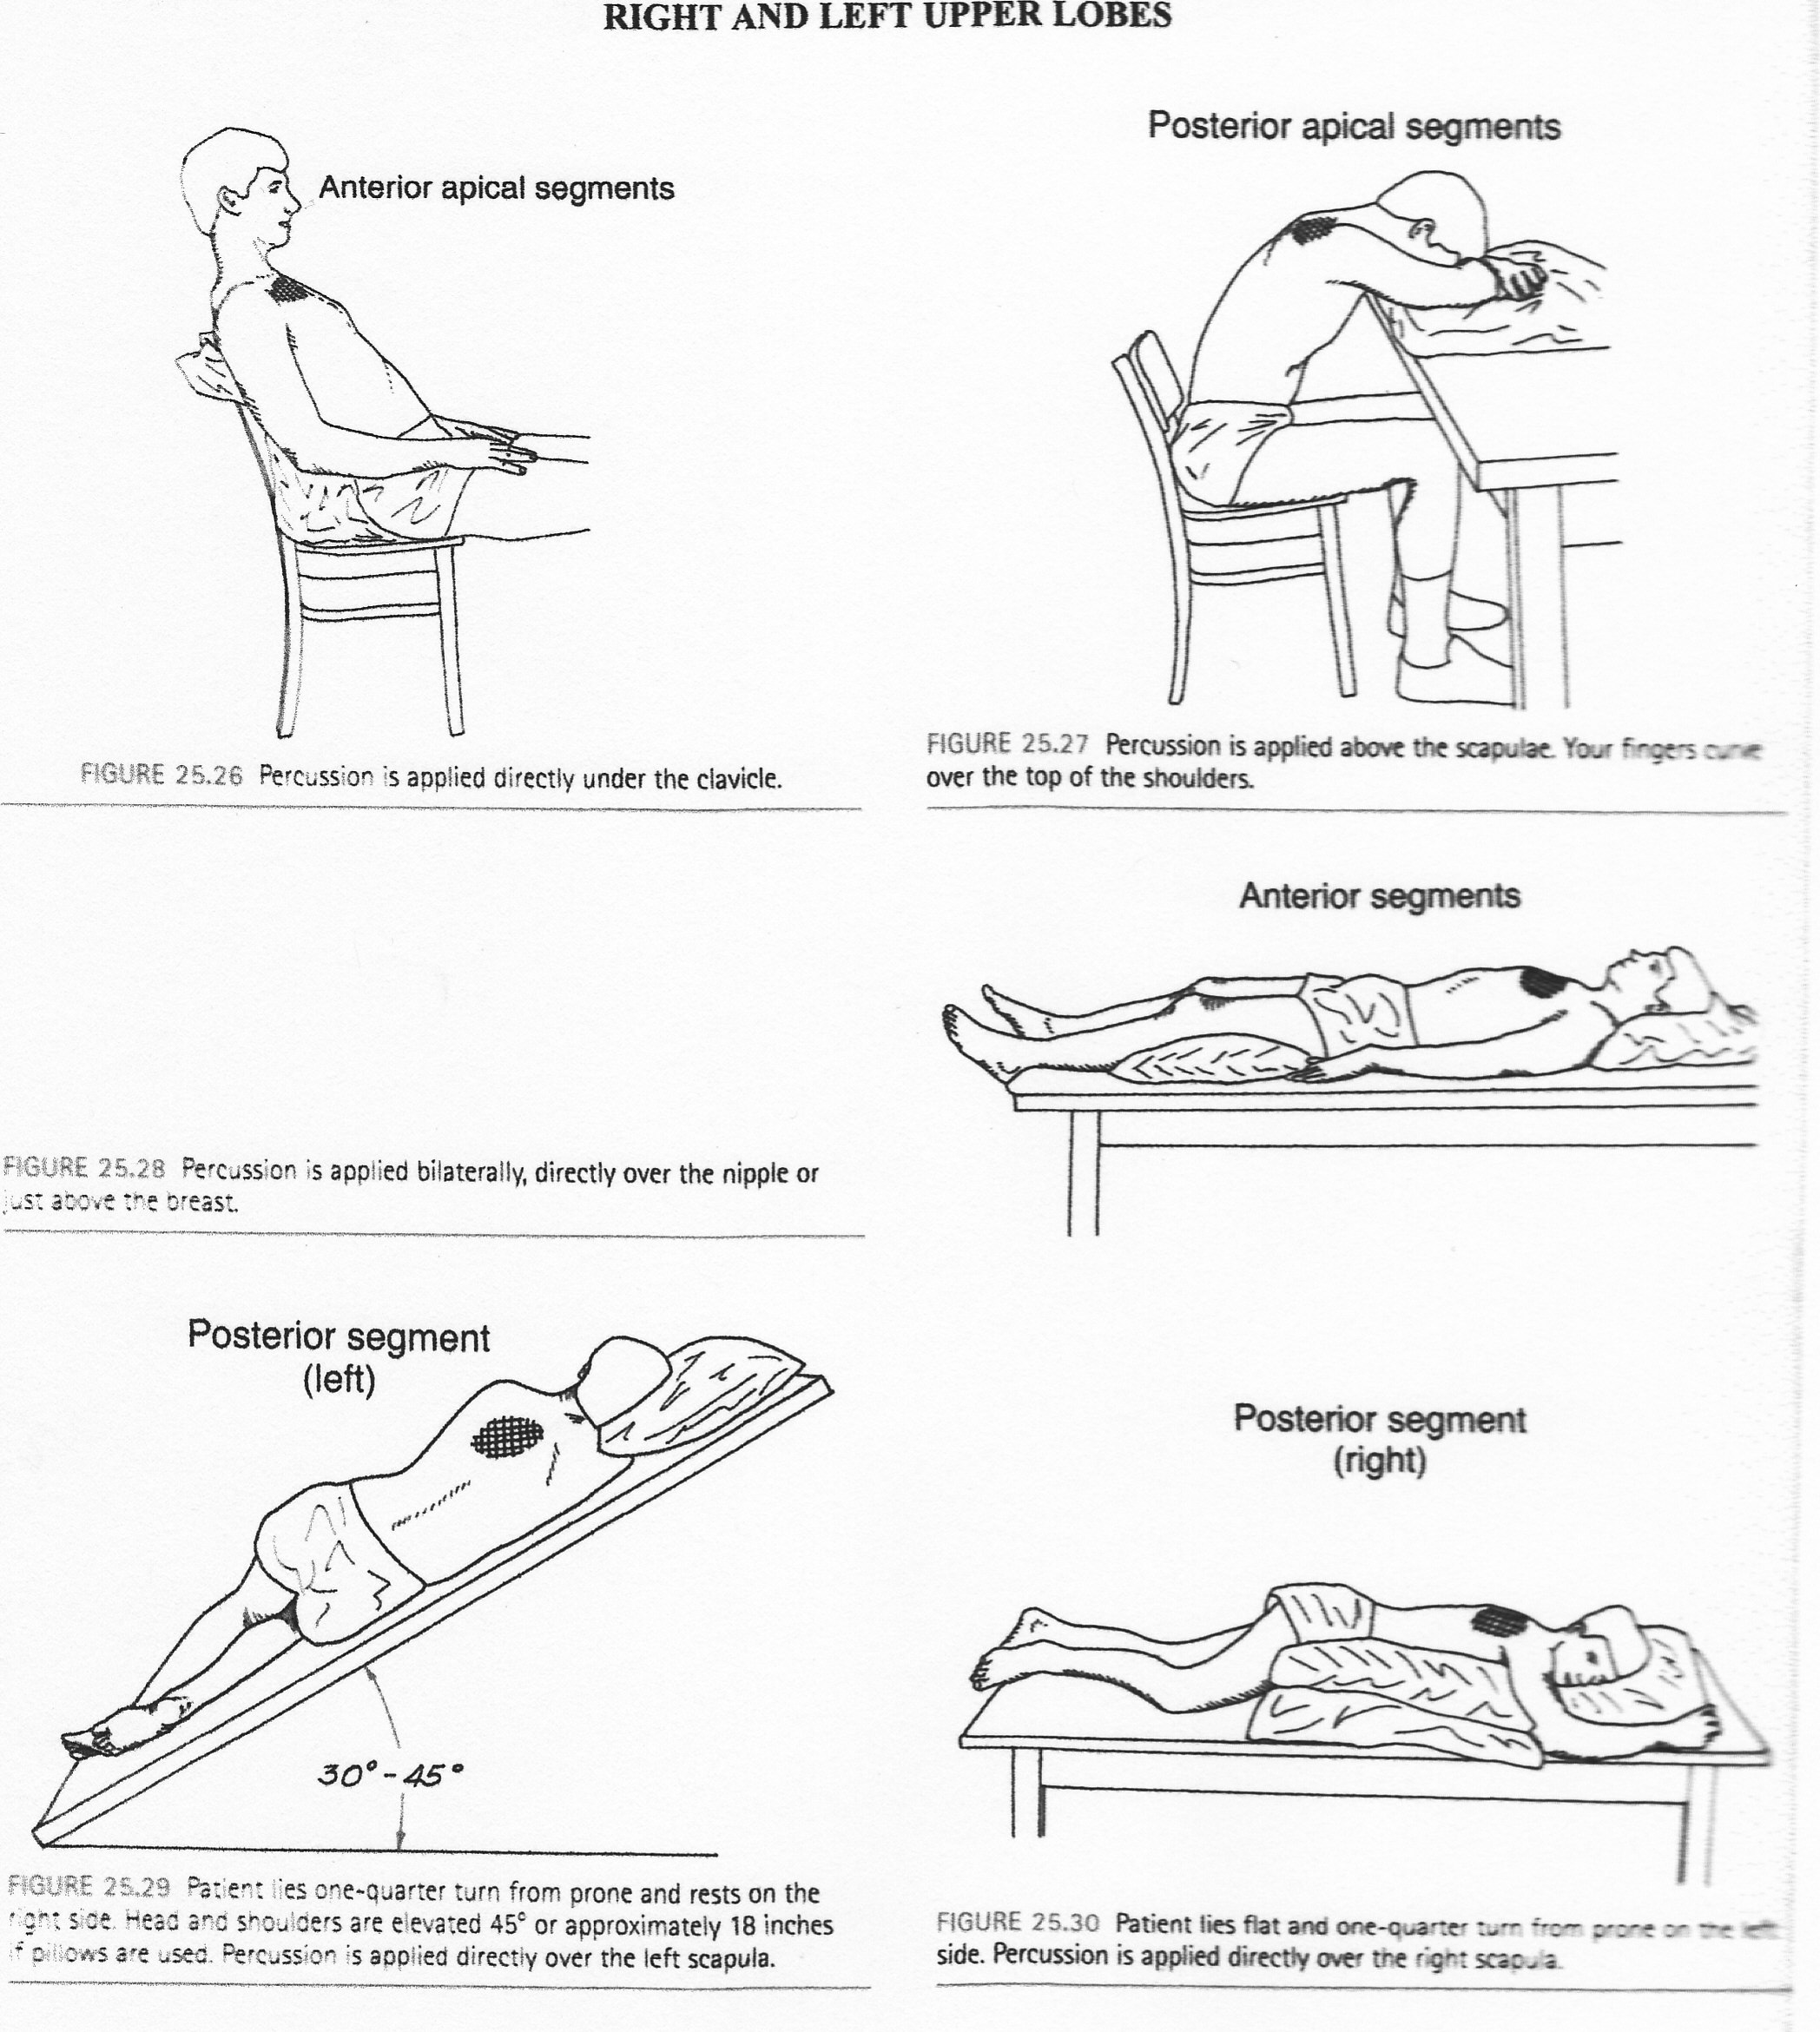 RIGHT AND LEFT UPPER LOBES
Anterior apical segments
FIGURE 25.26 Percussion is applied directly under the clavicle.
Posterior apical segments
FIGURE 25.27 Percussion is applied above the scapulae. Your fingers curve
over the top of the shoulders.
Anterior segments
FIGURE 25.28 Percussion is applied bilaterally, directly over the nipple or
just above the breast.
Posterior segment
(left)
30°-45°
FIGURE 25.29 Patient lies one-quarter turn from prone and rests on the
right side. Head and shoulders are elevated 45° or approximately 18 inches
if pillows are used. Percussion is applied directly over the left scapula.
Posterior segment
(right)
FIGURE 25.30 Patient lies flat and one-quarter turn from prone on the left
side. Percussion is applied directly over the right scapula.